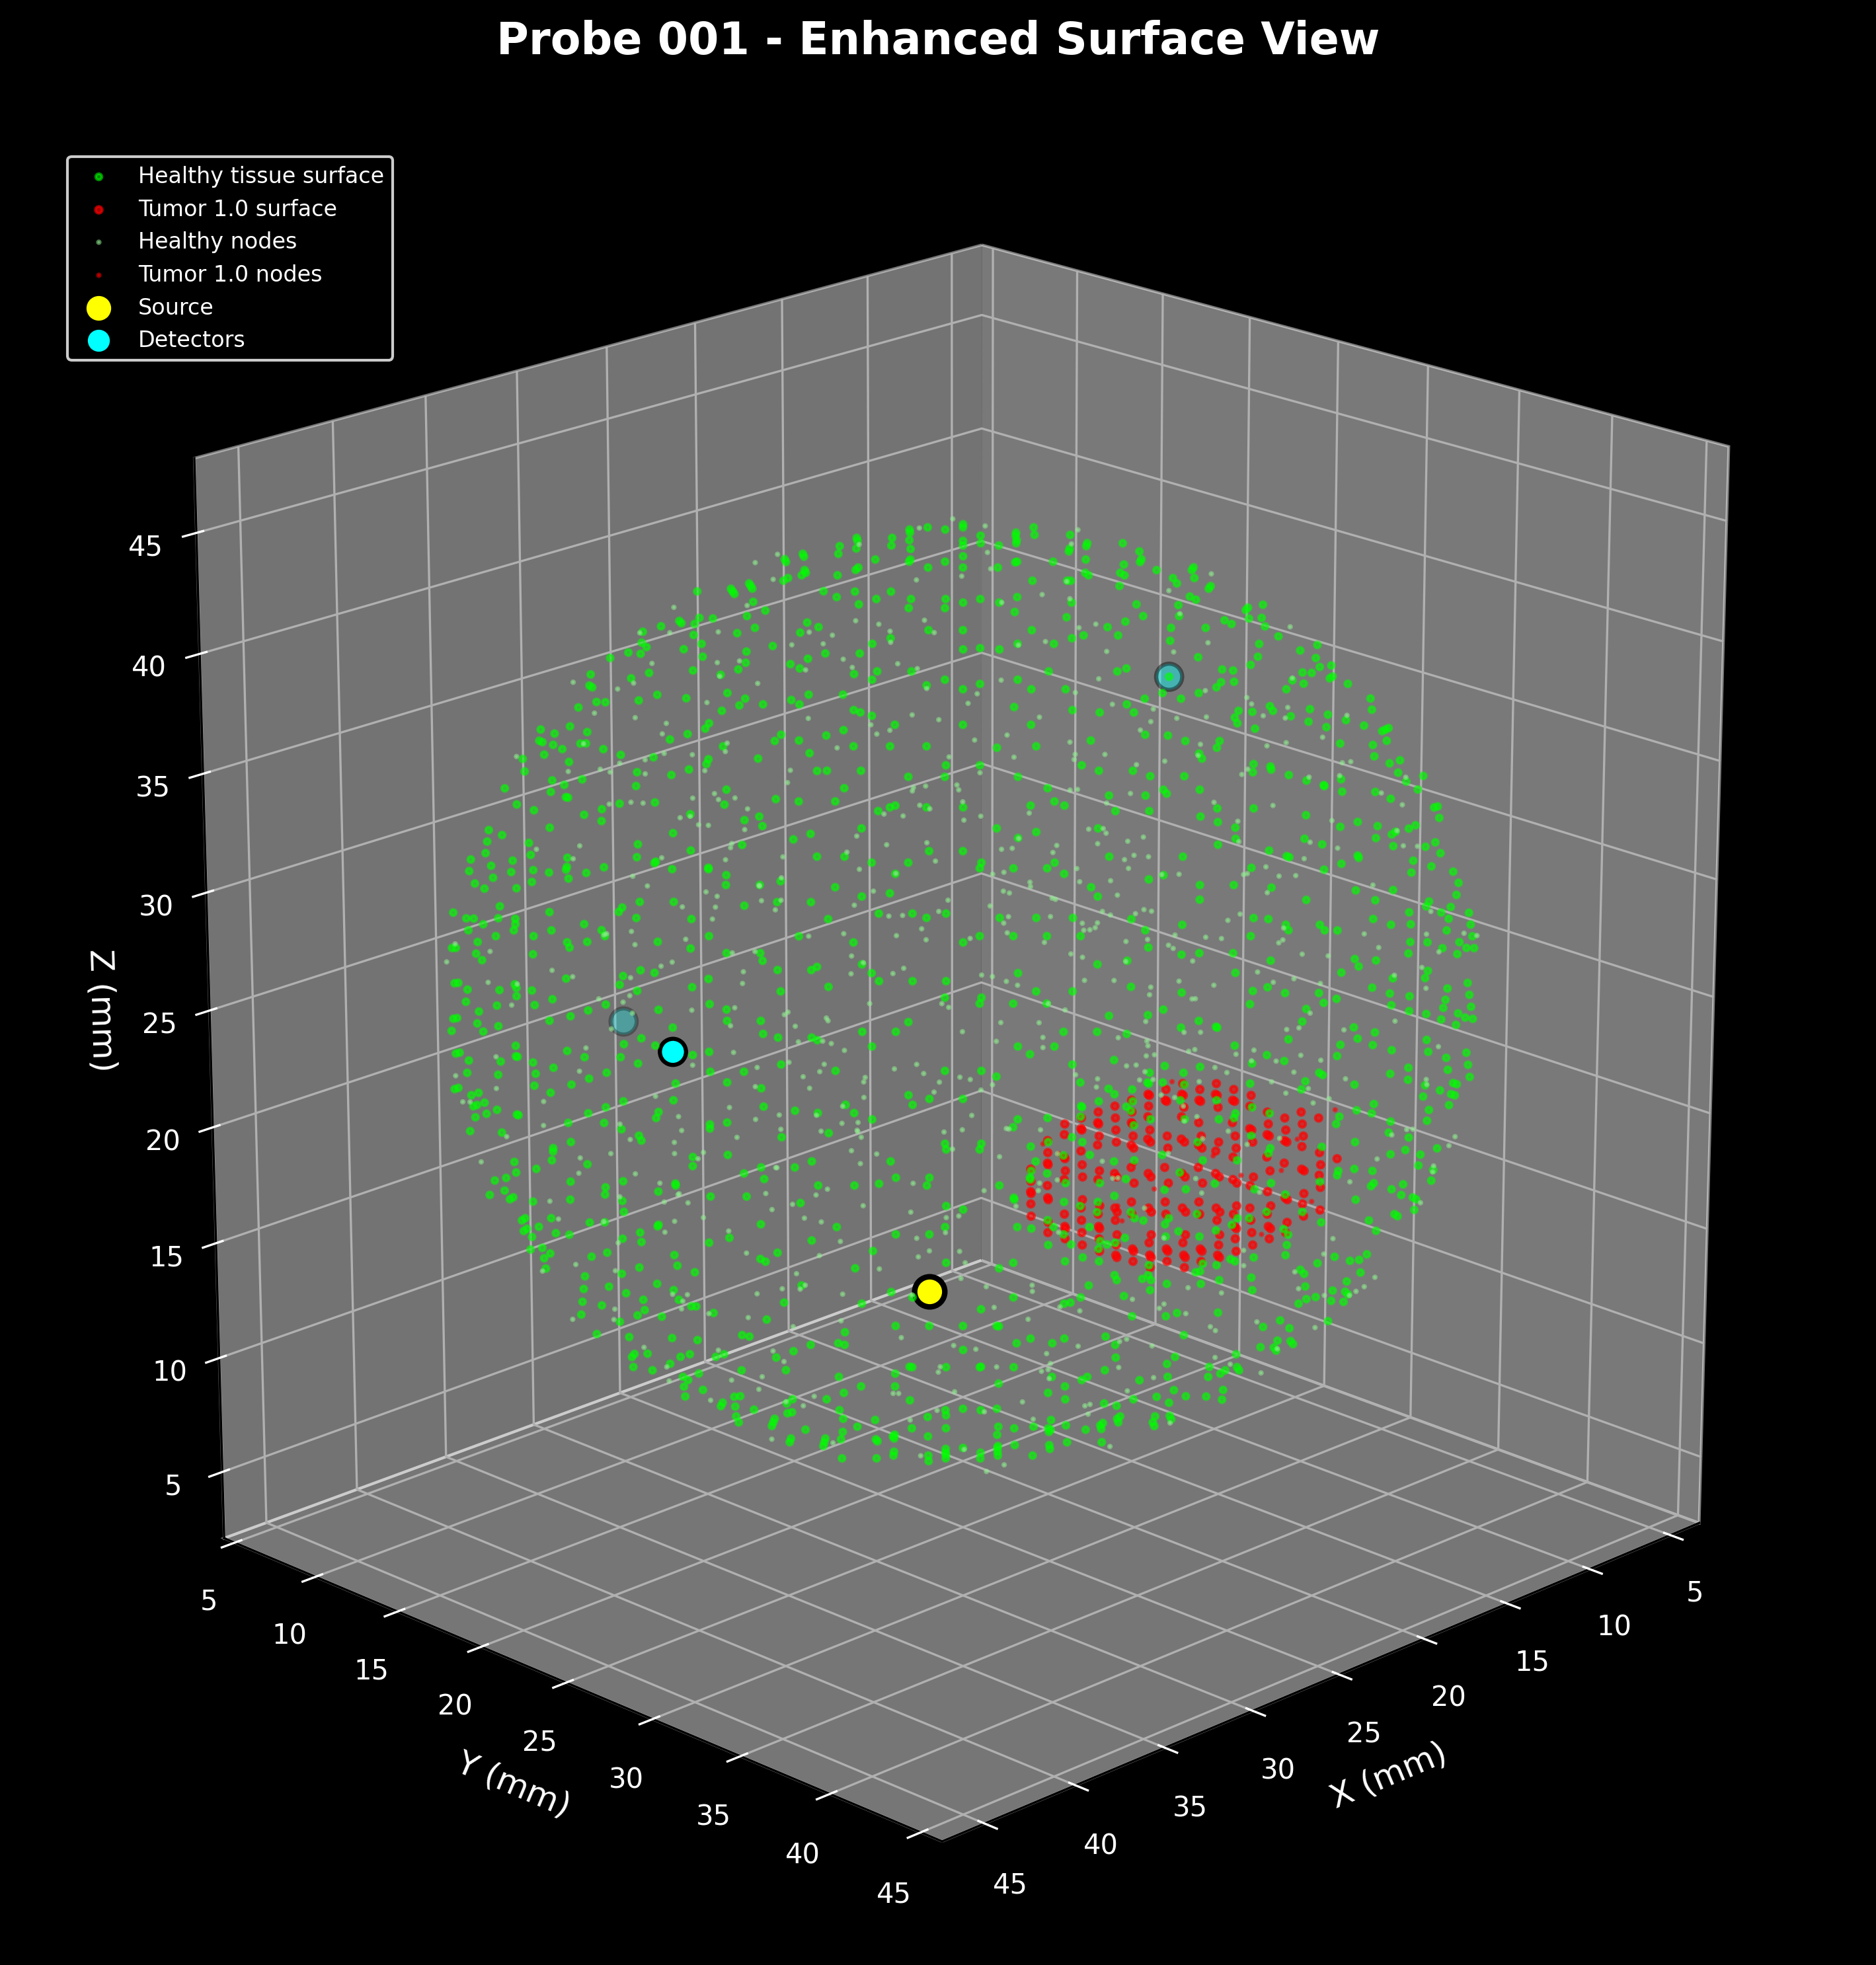 Probe 001 - Enhanced Surface View
Healthy tissue surface
Tumor 1.0 surface
Healthy nodes
Tumor 1.0 nodes
Source
Detectors
45
40
35
30
25
20
15
10
5
Z (mm)
5
10
15
20
25
30
35
40
45
Y (mm)
5
10
15
20
25
30
35
40
45
X (mm)